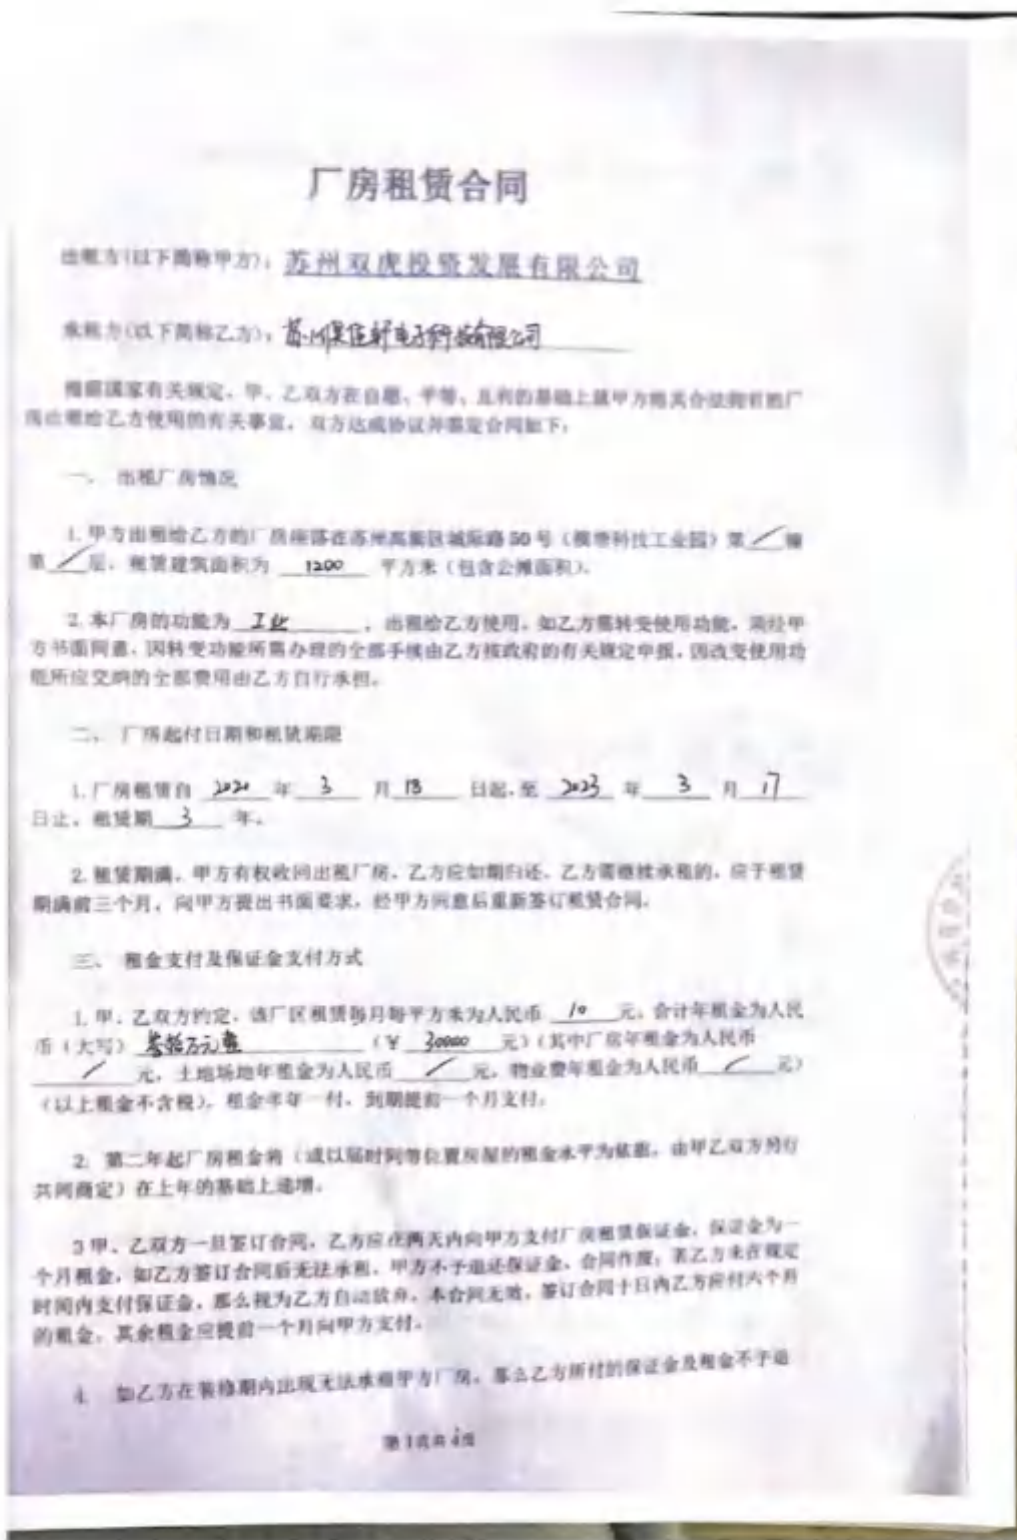 厂房租赁合同
出租方(以下简称甲方): 苏州双虎投资发展有限公司
承租方(以下简称乙方): 电子科技有限公司
根据国家有关规定,甲、乙双方在自愿、平等、互利的基础上就甲方将其合法拥有的厂
房出租给乙方使用的有关事宜,双方达成协议并签定合同如下:
一、出租厂房情况
1.甲方出租给乙方的厂房座落在苏州高新区城际路50号(横塘科技工业园)第 / 幢
第 / 层,租赁建筑面积为 1200 平方米(包含公摊面积)。
2.本厂房的功能为 工业 ,出租给乙方使用。如乙方需转变使用功能,须经甲
方书面同意,因转变功能所需办理的全部手续由乙方按政府的有关规定申报,因改变使用功
能所应交纳的全部费用由乙方自行承担。
二、厂房起付日期和租赁期限
1.厂房租赁自 2020 年 3 月 18 日起,至 2023 年 3 月 17
日止。租赁期 3 年。
2.租赁期满,甲方有权收回出租厂房,乙方应如期归还,乙方需继续承租的,应于租赁
期满前三个月,向甲方提出书面要求,经甲方同意后重新签订租赁合同。
三、租金支付及保证金支付方式
1.甲、乙双方约定,该厂区租赁每月每平方米为人民币 10 元,合计年租金为人民
币(大写) 万元整 (¥ 30000 元)(其中厂房年租金为人民币
/ 元,土地场地年租金为人民币 / 元,物业费年租金为人民币 / 元)
(以上租金不含税)。租金半年一付,到期提前一个月支付。
2. 第二年起厂房租金将(或以届时同等位置房屋的租金水平为依据,由甲乙双方另行
共同商定)在上年的基础上递增。
3甲、乙双方一旦签订合同,乙方应在两天内向甲方支付厂房租赁保证金,保证金为一
个月租金,如乙方签订合同后无法承租,甲方不予退还保证金,合同作废;若乙方未在规定
时间内支付保证金,那么视为乙方自动放弃,本合同无效,签订合同十日内乙方应付六个月
的租金,其余租金应提前一个月向甲方支付。
4. 如乙方在装修期内出现无法承租甲方厂房,那么乙方所付的保证金及租金不予退
第1页共4页